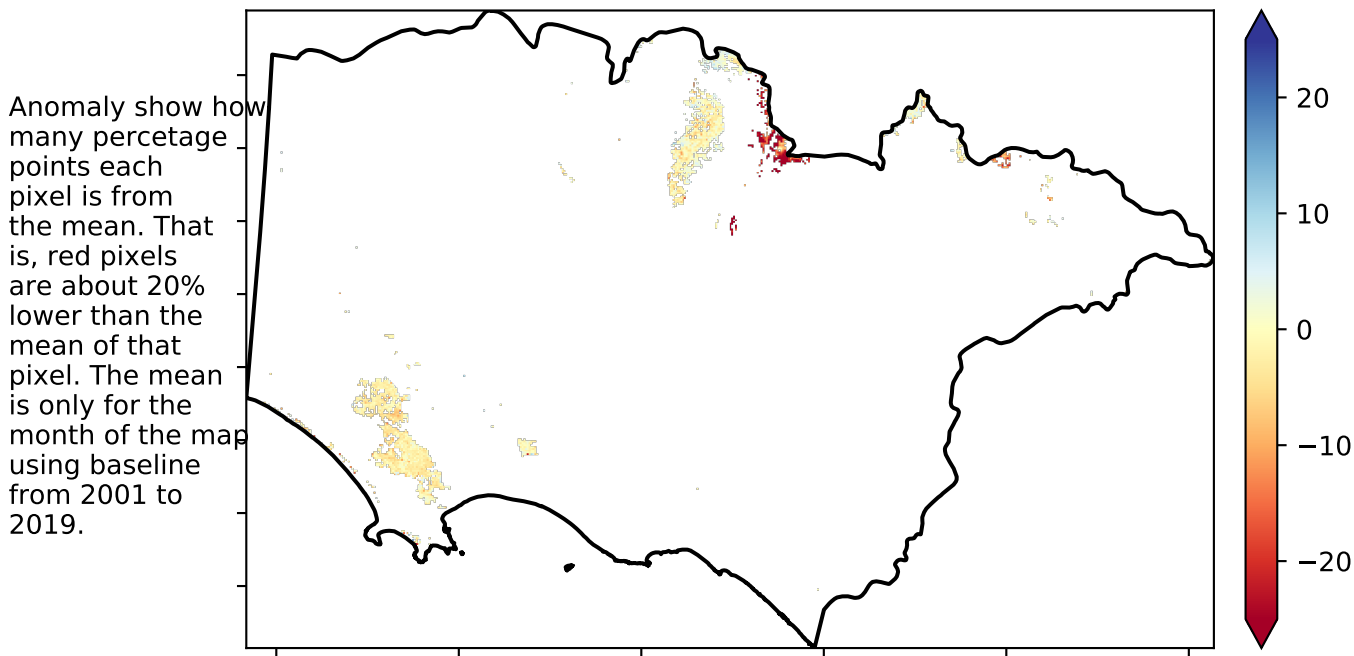 Anomaly show how
many percetage
points each
pixel is from
the mean. That
is, red pixels
are about 20%
lower than the
mean of that
pixel. The mean
is only for the
month of the map
using baseline
from 2001 to
2019.
20
10
0
−10
−20